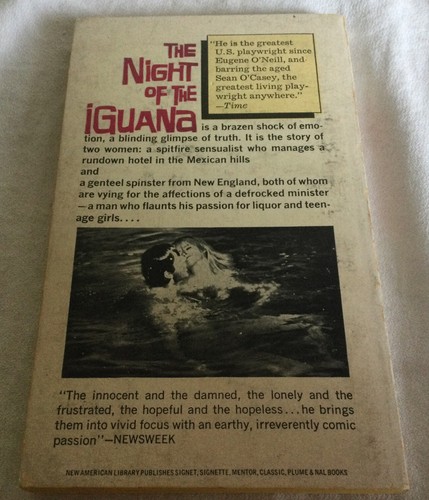 THE
NIGHT
OF THE
iGUANA
"He is the greatest
U.S. playwright since
Eugene O'Neill, and
barring the aged
Sean O'Casey, the
greatest living play-
wright anywhere."
—Time
is a brazen shock of emo-
tion, a blinding glimpse of truth. It is the story of
two women: a spitfire sensualist who manages a
rundown hotel in the Mexican hills
and
a genteel spinster from New England, both of whom
are vying for the affections of a defrocked minister
—a man who flaunts his passion for liquor and teen-
age girls....
"The innocent and the damned, the lonely and the
frustrated, the hopeful and the hopeless...he brings
them into vivid focus with an earthy, irreverently comic
passion"—NEWSWEEK
NEW AMERICAN LIBRARY PUBLISHES SIGNET, SIGNETTE, MENTOR, CLASSIC, PLUME & NAL BOOKS